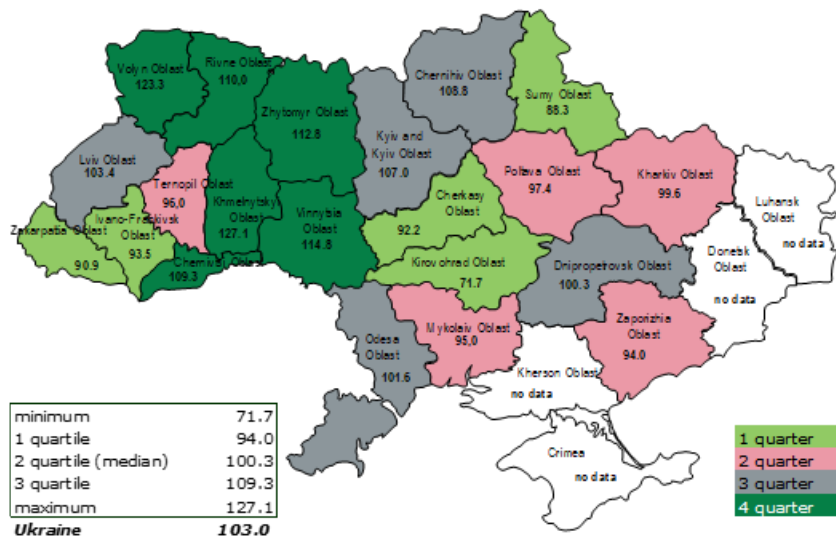 Volyn Oblast
123.3
Rivne Oblast
110,0
Zhytomyr Oblast
112.8
Chernihiv Oblast
108.8
Sumy Oblast
88.3
Kyiv and
Kyiv Oblast
107.0
Lviv Oblast
103.4
Ternopil Oblast
96,0
Khmelnytsky
Oblast
127.1
Vinnytsia
Oblast
114.8
Cherkasy
Oblast
92.2
Poltava Oblast
97.4
Kharkiv Oblast
99.6
Luhansk
Oblast
no data
Donetsk
Oblast
no data
Zakarpatia Oblast
90.9
Ivano-Frankivsk
Oblast
93.5
Chernivtsi Oblast
109.3
Kirovohrad Oblast
71.7
Dnipropetrovsk Oblast
100.3
Odesa
Oblast
101.6
Mykolaiv Oblast
95,0
Zaporizhia
Oblast
94.0
Kherson Oblast
no data
Crimea
no data
minimum 71.7
1 quartile 94.0
2 quartile (median) 100.3
3 quartile 109.3
maximum 127.1
Ukraine 103.0
1 quarter
2 quarter
3 quarter
4 quarter